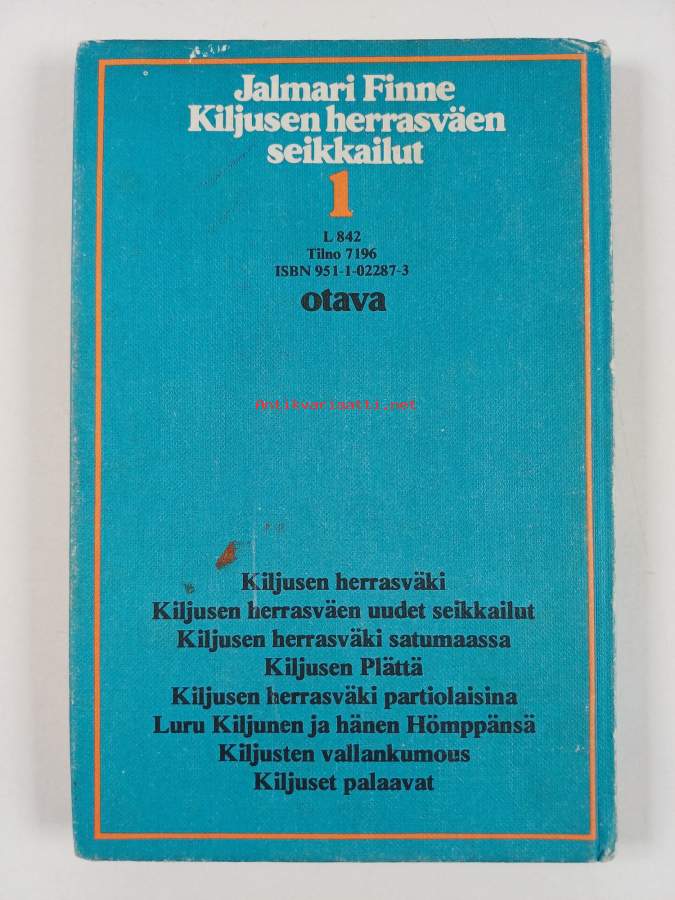 Jalmari Finne
Kiljusen herrasväen
seikkailut
1
L 842
Tilno 7196
ISBN 951-1-02287-3
otava
Antikvariaatti.net
Kiljusen herrasväki
Kiljusen herrasväen uudet seikkailut
Kiljusen herrasväki satumaassa
Kiljusen Plättä
Kiljusen herrasväki partiolaisina
Luru Kiljunen ja hänen Hömppänsä
Kiljusten vallankumous
Kiljuset palaavat